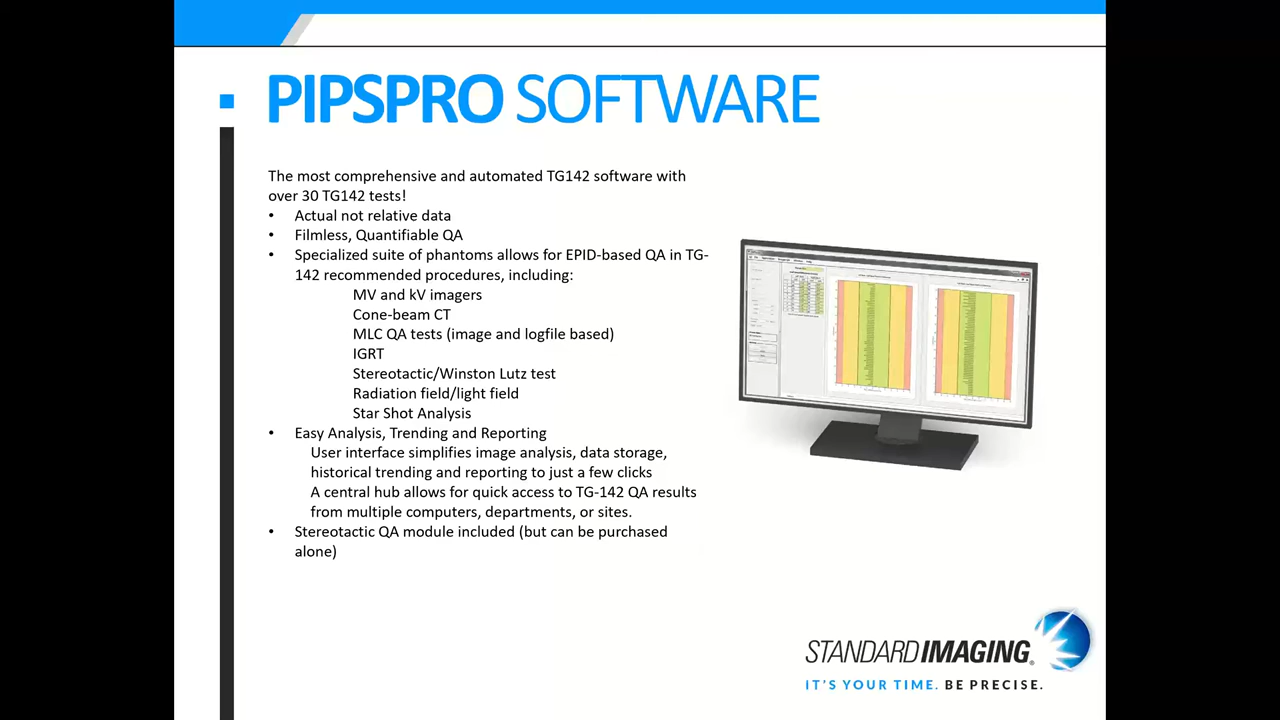 PIPSPRO SOFTWARE
The most comprehensive and automated TG142 software with
over 30 TG142 tests!
• Actual not relative data
• Filmless, Quantifiable QA
• Specialized suite of phantoms allows for EPID-based QA in TG-
142 recommended procedures, including:
MV and kV imagers
Cone-beam CT
MLC QA tests (image and logfile based)
IGRT
Stereotactic/Winston Lutz test
Radiation field/light field
Star Shot Analysis
• Easy Analysis, Trending and Reporting
User interface simplifies image analysis, data storage,
historical trending and reporting to just a few clicks
A central hub allows for quick access to TG-142 QA results
from multiple computers, departments, or sites.
• Stereotactic QA module included (but can be purchased
alone)
STANDARD IMAGING®
IT'S YOUR TIME. BE PRECISE.